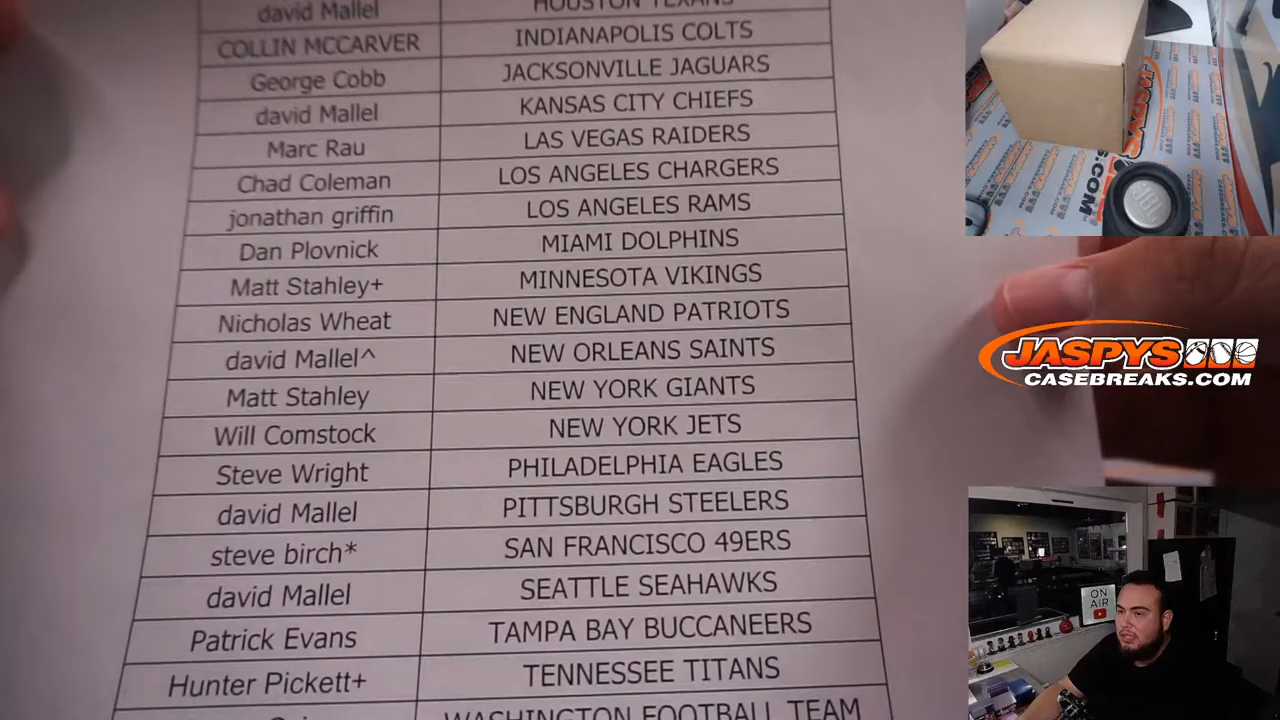 david Mallel HOUSTON TEXANS
COLLIN MCCARVER INDIANAPOLIS COLTS
George Cobb JACKSONVILLE JAGUARS
david Mallel KANSAS CITY CHIEFS
Marc Rau LAS VEGAS RAIDERS
Chad Coleman LOS ANGELES CHARGERS
jonathan griffin LOS ANGELES RAMS
Dan Plovnick MIAMI DOLPHINS
Matt Stahley+ MINNESOTA VIKINGS
Nicholas Wheat NEW ENGLAND PATRIOTS
david Mallel^ NEW ORLEANS SAINTS
Matt Stahley NEW YORK GIANTS
Will Comstock NEW YORK JETS
Steve Wright PHILADELPHIA EAGLES
david Mallel PITTSBURGH STEELERS
steve birch* SAN FRANCISCO 49ERS
david Mallel SEATTLE SEAHAWKS
Patrick Evans TAMPA BAY BUCCANEERS
Hunter Pickett+ TENNESSEE TITANS
WASHINGTON FOOTBALL TEAM
JASPYS
CASEBREAKS.COM
JASPYS
S.COM
JBL
ON
AIR